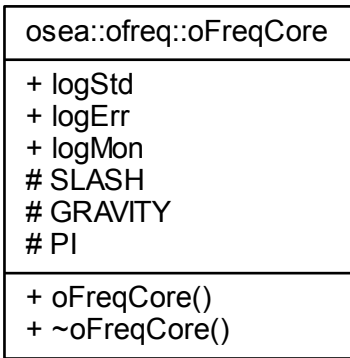 osea::ofreq::oFreqCore
+ logStd
+ logErr
+ logMon
# SLASH
# GRAVITY
# PI
+ oFreqCore()
+ ~oFreqCore()